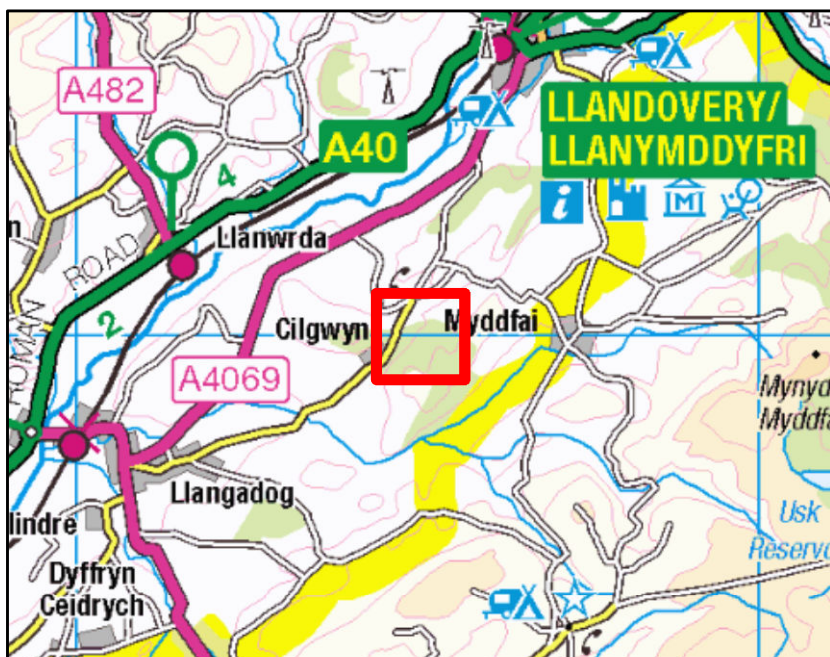 A482
A40
LLANDOVERY/
LLANYMDDYFRI
i
M
4
Llanwrda
ROAD
ROMAN
2
Cilgwyn
Myddfai
A4069
Mynyd
Myddfa
Llangadog
lindre
Usk
Reservo
Dyffryn
Ceidrych
n